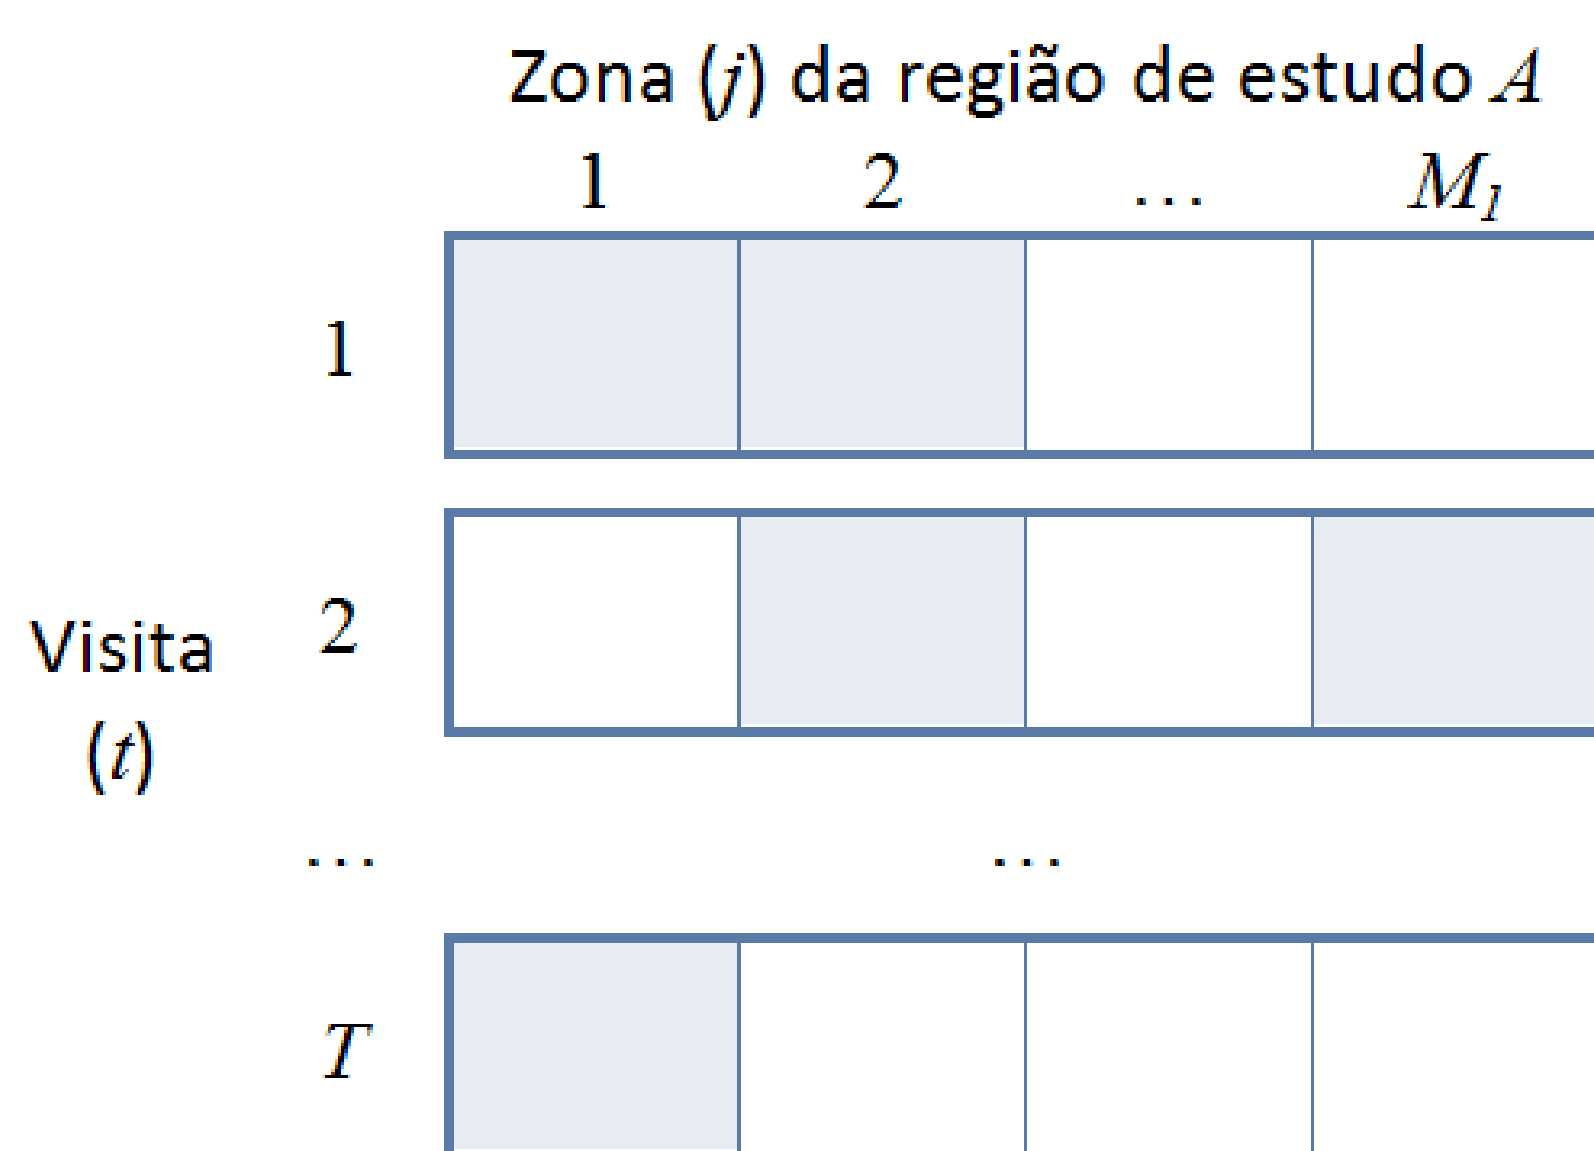 Zona (j) da região de estudo A
1 2 ... M₁
1
2
Visita
(t)
... ...
T